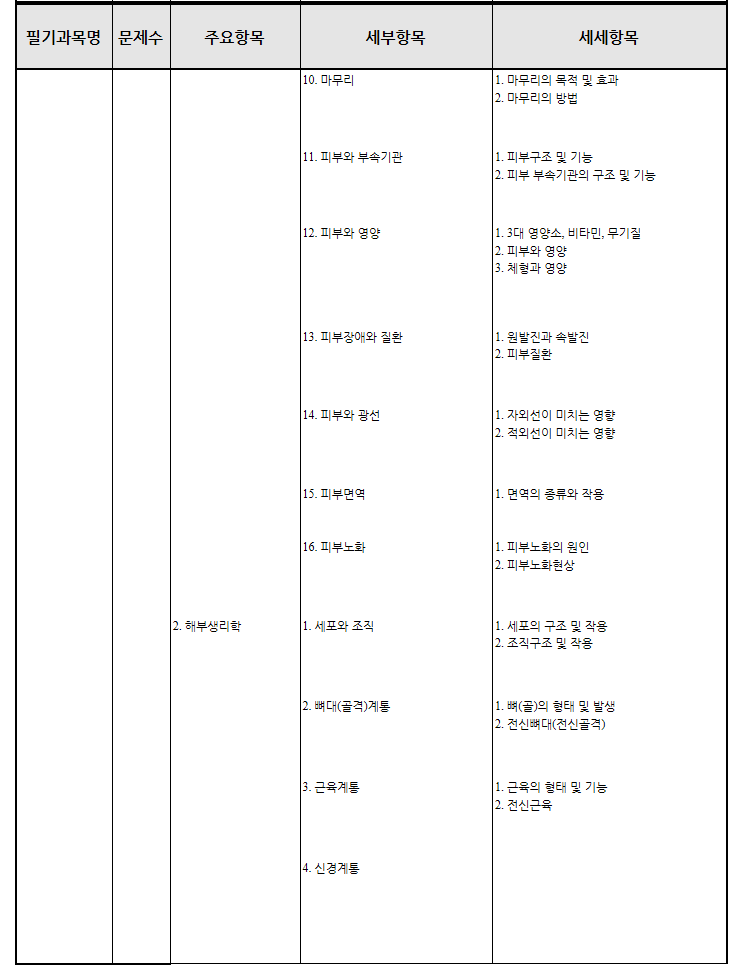 필기과목명 문제수 주요항목 세부항목 세세항목
10. 마무리 1. 마무리의 목적 및 효과
2. 마무리의 방법
11. 피부와 부속기관 1. 피부구조 및 기능
2. 피부 부속기관의 구조 및 기능
12. 피부와 영양 1. 3대 영양소, 비타민, 무기질
2. 피부와 영양
3. 체형과 영양
13. 피부장애와 질환 1. 원발진과 속발진
2. 피부질환
14. 피부와 광선 1. 자외선이 미치는 영향
2. 적외선이 미치는 영향
15. 피부면역 1. 면역의 종류와 작용
16. 피부노화 1. 피부노화의 원인
2. 피부노화현상
2. 해부생리학 1. 세포와 조직 1. 세포의 구조 및 작용
2. 조직구조 및 작용
2. 뼈대(골격)계통 1. 뼈(골)의 형태 및 발생
2. 전신뼈대(전신골격)
3. 근육계통 1. 근육의 형태 및 기능
2. 전신근육
4. 신경계통